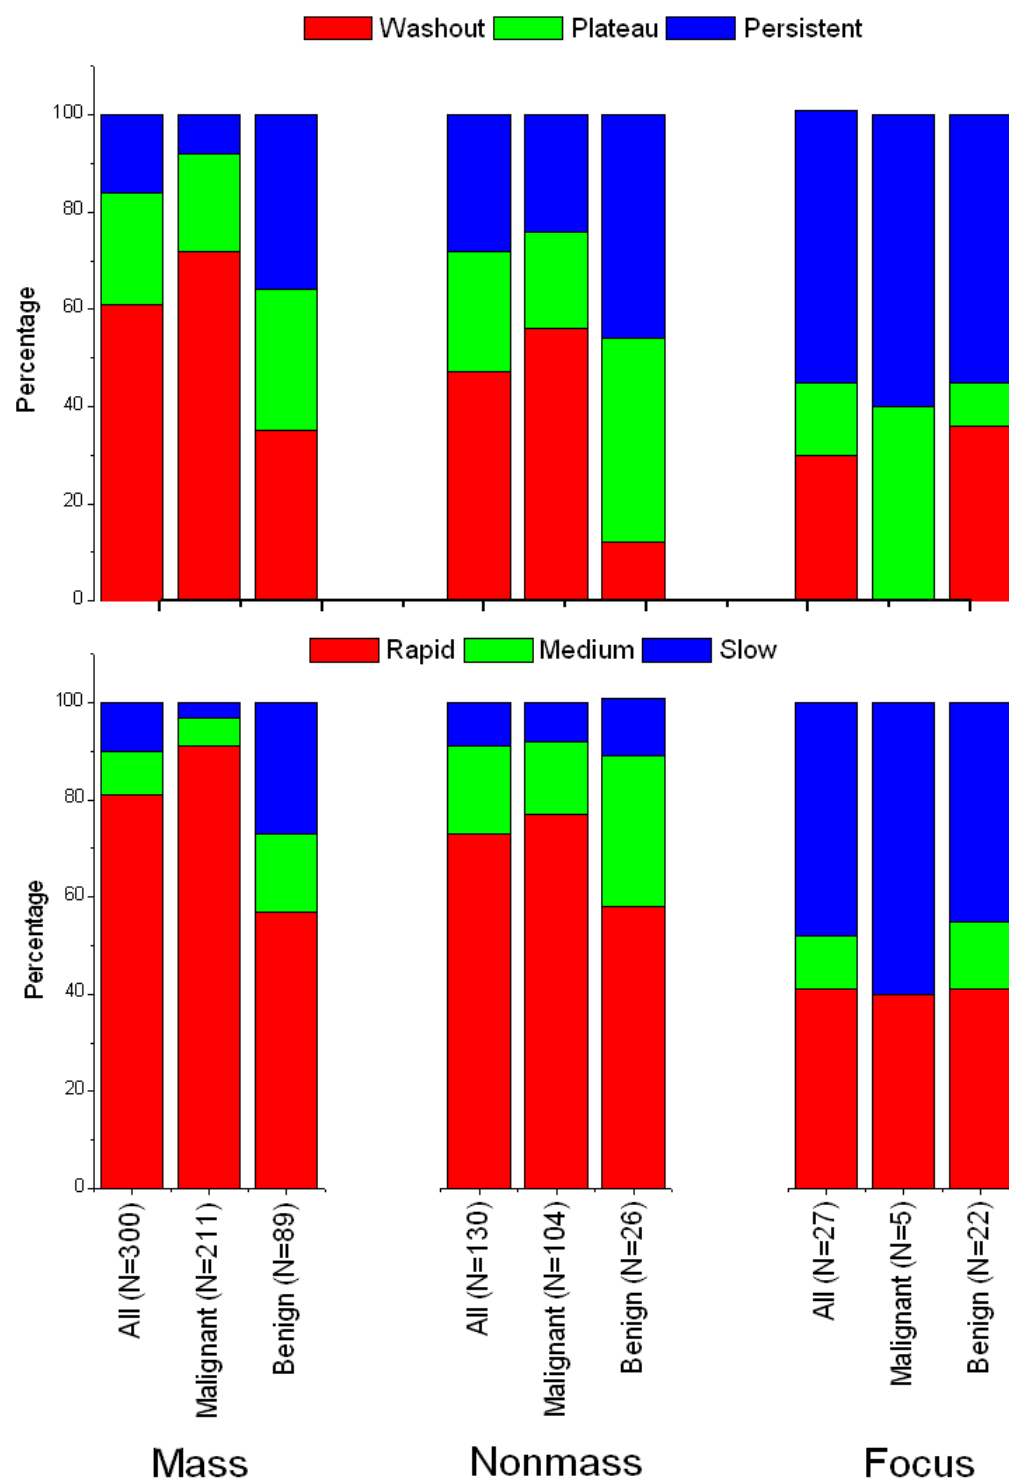 Washout Plateau Persistent
Percentage
100
80
60
40
20
0
Rapid Medium Slow
Percentage
100
80
60
40
20
0
All (N=300)
Malignant (N=211)
Benign (N=89)
All (N=130)
Malignant (N=104)
Benign (N=26)
All (N=27)
Malignant (N=5)
Benign (N=22)
Mass Nonmass Focus